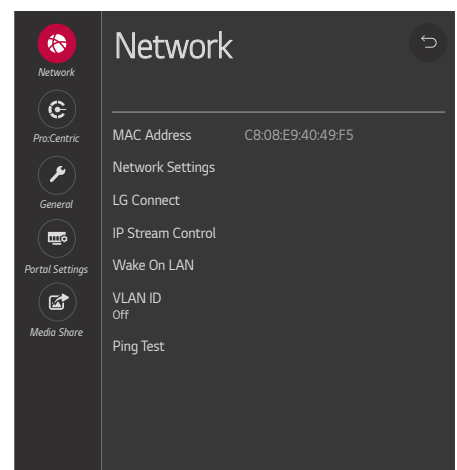 Network
Pro:Centric
General
Portal Settings
Media Share
Network
MAC Address C8:08:E9:40:49:F5
Network Settings
LG Connect
IP Stream Control
Wake On LAN
VLAN ID
Off
Ping Test